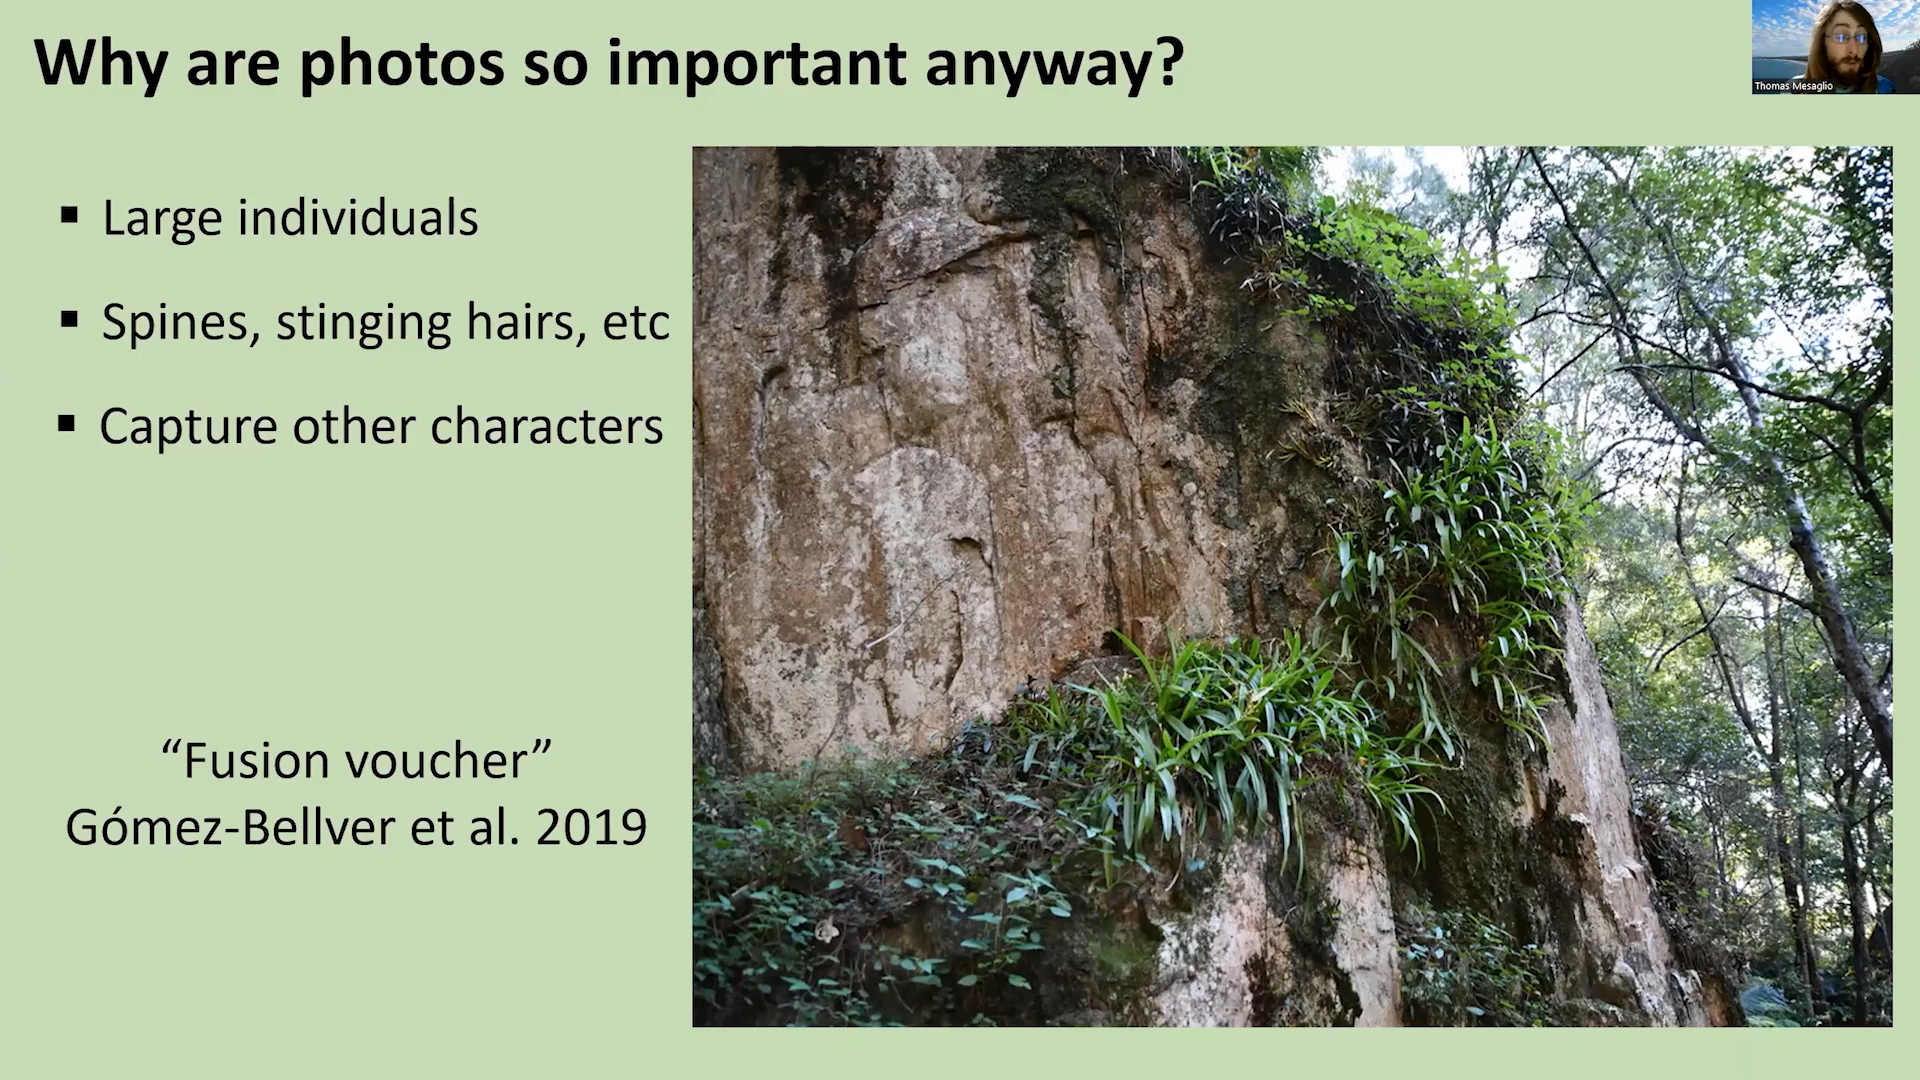 Why are photos so important anyway?
Thomas Mesaglio
▪ Large individuals
▪ Spines, stinging hairs, etc
▪ Capture other characters
“Fusion voucher”
Gómez-Bellver et al. 2019